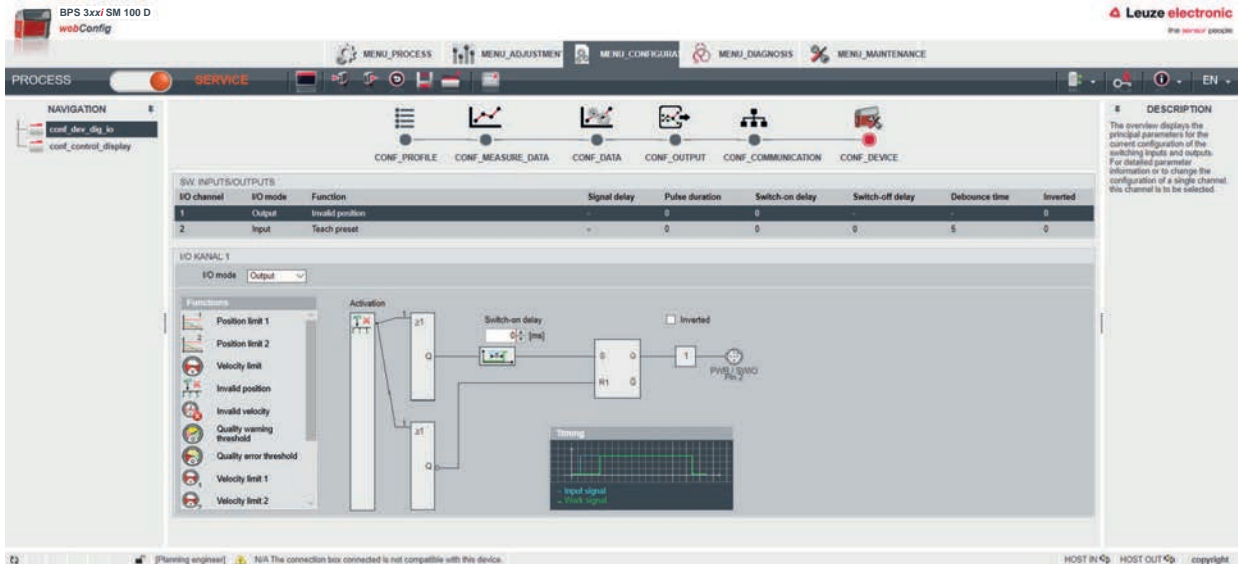 BPS 3xxi SM 100 D
webConfig
Leuze electronic
the sensor people
MENU_PROCESS
MENU_ADJUSTMEN
MENU_CONFIGURAT
MENU_DIAGNOSIS
MENU_MAINTENANCE
PROCESS
SERVICE
EN
NAVIGATION
conf_dev_dig_io
conf_control_display
CONF_PROFILE
CONF_MEASURE_DATA
CONF_DATA
CONF_OUTPUT
CONF_COMMUNICATION
CONF_DEVICE
DESCRIPTION
The overview displays the
principal parameters for the
current configuration of the
switching inputs and outputs.
For detailed parameter
information or to change the
configuration of a single channel,
this channel is to be selected.
SW. INPUTS/OUTPUTS
I/O channel I/O mode Function Signal delay Pulse duration Switch-on delay Switch-off delay Debounce time Inverted
1 Output Invalid position - 0 0 - - 0
2 Input Teach preset - 0 0 0 5 0
I/O KANAL 1
I/O mode Output
Functions
Position limit 1
Position limit 2
Velocity limit
Invalid position
Invalid velocity
Quality warning
threshold
Quality error threshold
Velocity limit 1
Velocity limit 2
Activation
1
≥1
Q
Switch-on delay
0 [ms]
S Q
R1 Q̅
Inverted
1
PWR / SWIO
Pin 2
1
≥1
Q
Timing
- Input signal
- Work signal
[Planning engineer]
N/A The connection box connected is not compatible with this device.
HOST IN
HOST OUT
copyright